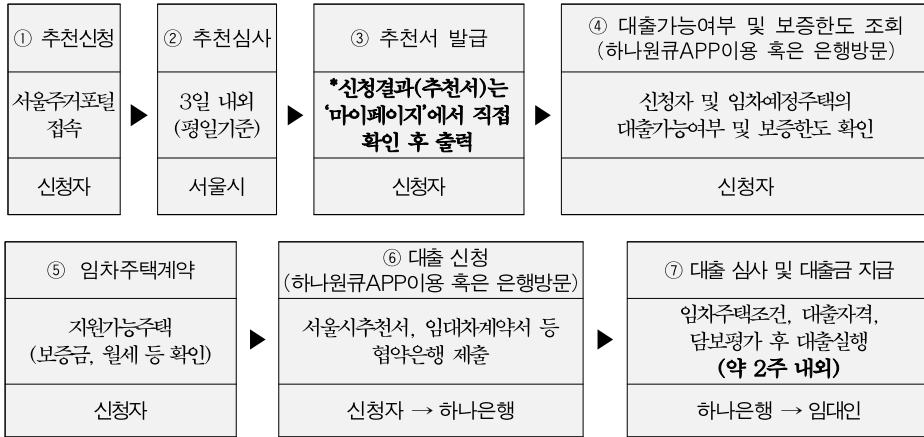 ① 추천신청
서울주거포털
접속
신청자
▶
② 추천심사
3일 내외
(평일기준)
서울시
▶
③ 추천서 발급
*신청결과(추천서)는
‘마이페이지’에서 직접
확인 후 출력
신청자
▶
④ 대출가능여부 및 보증한도 조회
(하나원큐APP이용 혹은 은행방문)
신청자 및 임차예정주택의
대출가능여부 및 보증한도 확인
신청자
⑤ 임차주택계약
지원가능주택
(보증금, 월세 등 확인)
신청자
▶
⑥ 대출 신청
(하나원큐APP이용 혹은 은행방문)
서울시추천서, 임대차계약서 등
협약은행 제출
신청자 → 하나은행
▶
⑦ 대출 심사 및 대출금 지급
임차주택조건, 대출자격,
담보평가 후 대출실행
(약 2주 내외)
하나은행 → 임대인